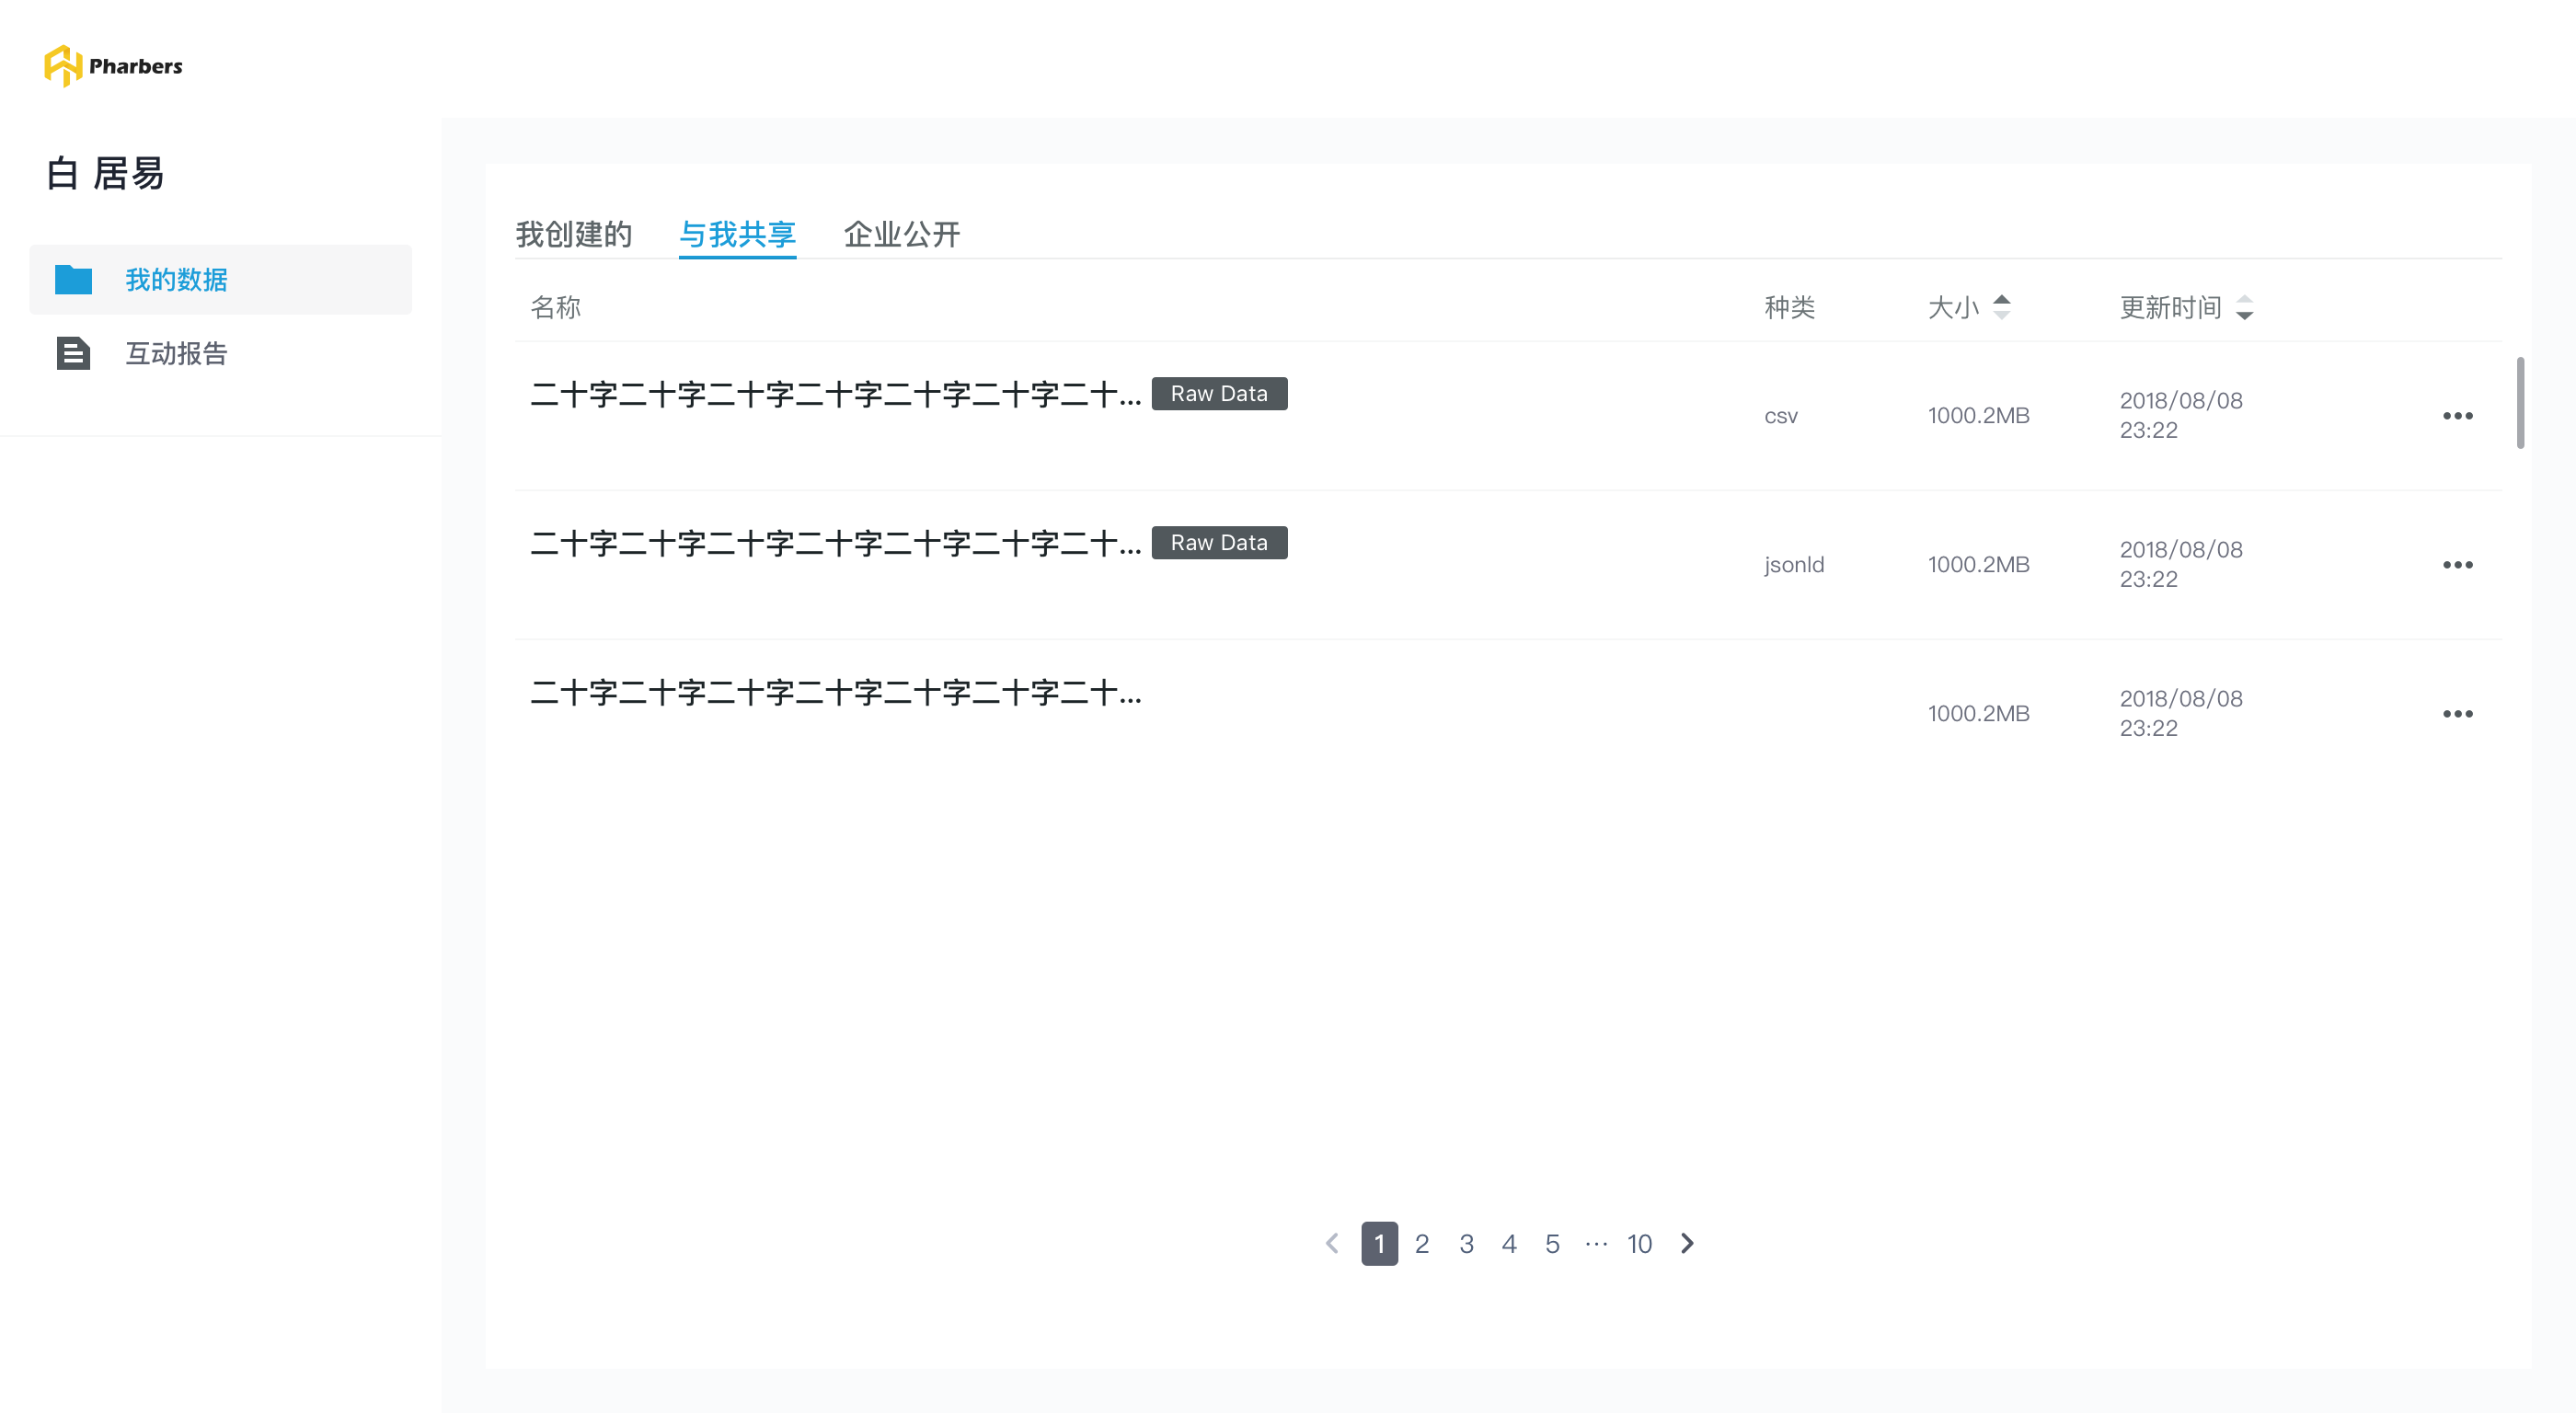 Pharbers
白 居易
我的数据
互动报告
我创建的 与我共享 企业公开
名称 种类 大小 更新时间
二十字二十字二十字二十字二十字二十字二十... Raw Data csv 1000.2MB 2018/08/08
23:22
二十字二十字二十字二十字二十字二十字二十... Raw Data jsonld 1000.2MB 2018/08/08
23:22
二十字二十字二十字二十字二十字二十字二十... 1000.2MB 2018/08/08
23:22
1 2 3 4 5 ··· 10